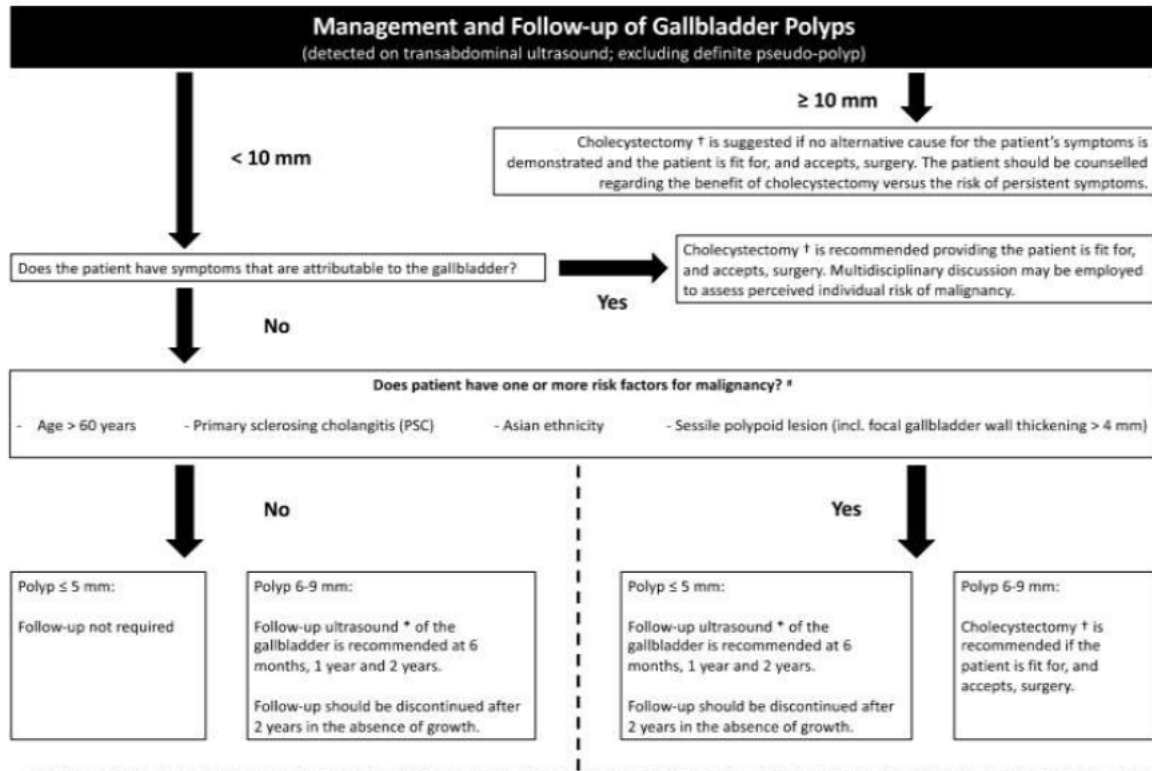 Management and Follow-up of Gallbladder Polyps
(detected on transabdominal ultrasound; excluding definite pseudo-polyp)
≥ 10 mm
< 10 mm
Cholecystectomy † is suggested if no alternative cause for the patient's symptoms is
demonstrated and the patient is fit for, and accepts, surgery. The patient should be counselled
regarding the benefit of cholecystectomy versus the risk of persistent symptoms.
Does the patient have symptoms that are attributable to the gallbladder?
Yes
Cholecystectomy † is recommended providing the patient is fit for,
and accepts, surgery. Multidisciplinary discussion may be employed
to assess perceived individual risk of malignancy.
No
Does patient have one or more risk factors for malignancy?
- Age > 60 years - Primary sclerosing cholangitis (PSC) - Asian ethnicity - Sessile polypoid lesion (incl. focal gallbladder wall thickening > 4 mm)
No
Yes
Polyp ≤ 5 mm:
Follow-up not required
Polyp 6-9 mm:
Follow-up ultrasound * of the
gallbladder is recommended at 6
months, 1 year and 2 years.
Follow-up should be discontinued after
2 years in the absence of growth.
Polyp ≤ 5 mm:
Follow-up ultrasound * of the
gallbladder is recommended at 6
months, 1 year and 2 years.
Follow-up should be discontinued after
2 years in the absence of growth.
Polyp 6-9 mm:
Cholecystectomy † is
recommended if the
patient is fit for, and
accepts, surgery.